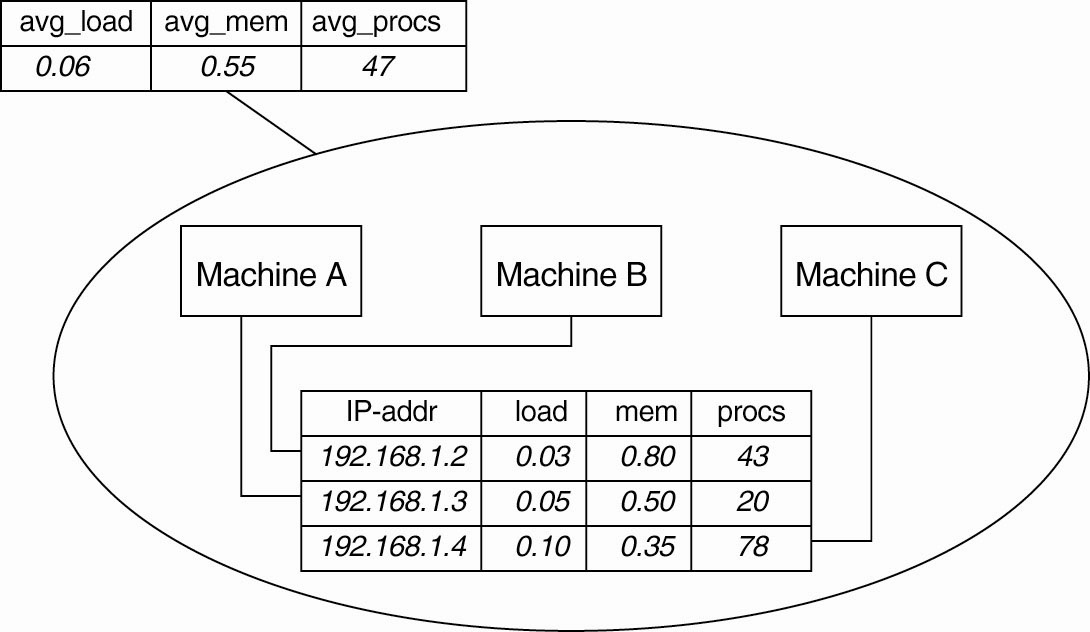 avg_load avg_mem avg_procs
0.06 0.55 47
Machine A Machine B Machine C
IP-addr load mem procs
192.168.1.2 0.03 0.80 43
192.168.1.3 0.05 0.50 20
192.168.1.4 0.10 0.35 78